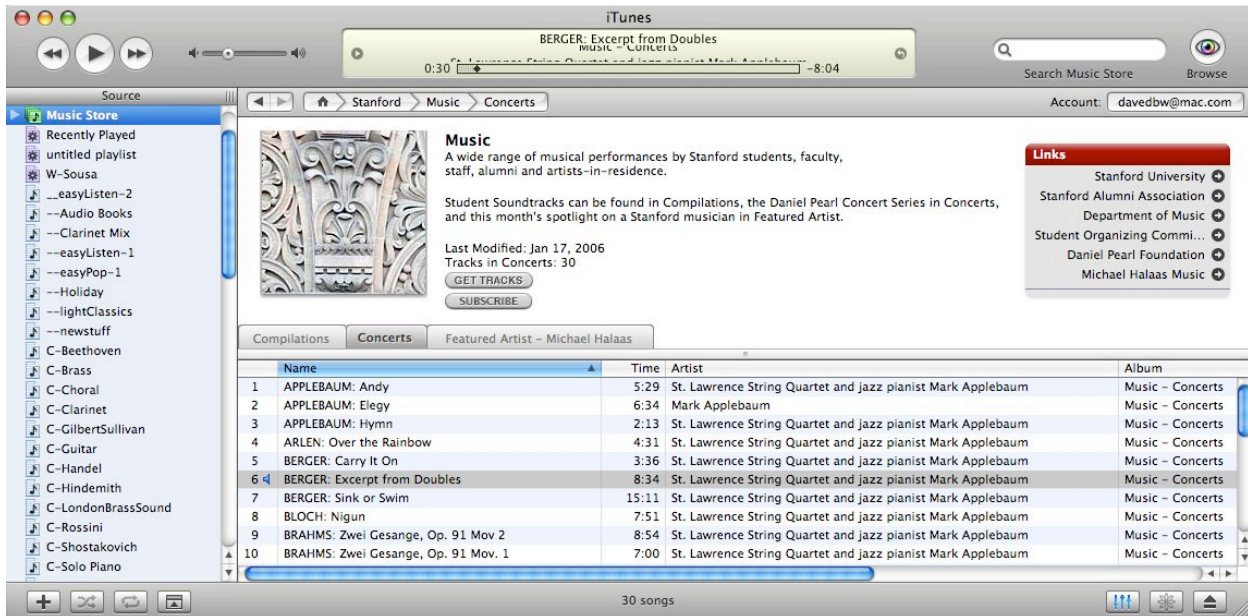 iTunes
BERGER: Excerpt from Doubles
Music – Concerts
St. Lawrence String Quartet and jazz pianist Mark Applebaum
0:30 -8:04
Search Music Store
Browse
Source
Stanford Music Concerts
Account: davedbw@mac.com
Music Store
Recently Played
untitled playlist
W-Sousa
__easyListen-2
--Audio Books
--Clarinet Mix
--easyListen-1
--easyPop-1
--Holiday
--lightClassics
--newstuff
C-Beethoven
C-Brass
C-Choral
C-Clarinet
C-GilbertSullivan
C-Guitar
C-Handel
C-Hindemith
C-LondonBrassSound
C-Rossini
C-Shostakovich
C-Solo Piano
Music
A wide range of musical performances by Stanford students, faculty,
staff, alumni and artists-in-residence.
Student Soundtracks can be found in Compilations, the Daniel Pearl Concert Series in Concerts,
and this month's spotlight on a Stanford musician in Featured Artist.
Last Modified: Jan 17, 2006
Tracks in Concerts: 30
GET TRACKS
SUBSCRIBE
Links
Stanford University
Stanford Alumni Association
Department of Music
Student Organizing Commi...
Daniel Pearl Foundation
Michael Halaas Music
Compilations Concerts Featured Artist – Michael Halaas
Name Time Artist Album
1 APPLEBAUM: Andy 5:29 St. Lawrence String Quartet and jazz pianist Mark Applebaum Music – Concerts
2 APPLEBAUM: Elegy 6:34 Mark Applebaum Music – Concerts
3 APPLEBAUM: Hymn 2:13 St. Lawrence String Quartet and jazz pianist Mark Applebaum Music – Concerts
4 ARLEN: Over the Rainbow 4:31 St. Lawrence String Quartet and jazz pianist Mark Applebaum Music – Concerts
5 BERGER: Carry It On 3:36 St. Lawrence String Quartet and jazz pianist Mark Applebaum Music – Concerts
6 BERGER: Excerpt from Doubles 8:34 St. Lawrence String Quartet and jazz pianist Mark Applebaum Music – Concerts
7 BERGER: Sink or Swim 15:11 St. Lawrence String Quartet and jazz pianist Mark Applebaum Music – Concerts
8 BLOCH: Nigun 7:51 St. Lawrence String Quartet and jazz pianist Mark Applebaum Music – Concerts
9 BRAHMS: Zwei Gesange, Op. 91 Mov 2 8:54 St. Lawrence String Quartet and jazz pianist Mark Applebaum Music – Concerts
10 BRAHMS: Zwei Gesange, Op. 91 Mov. 1 7:00 St. Lawrence String Quartet and jazz pianist Mark Applebaum Music – Concerts
30 songs